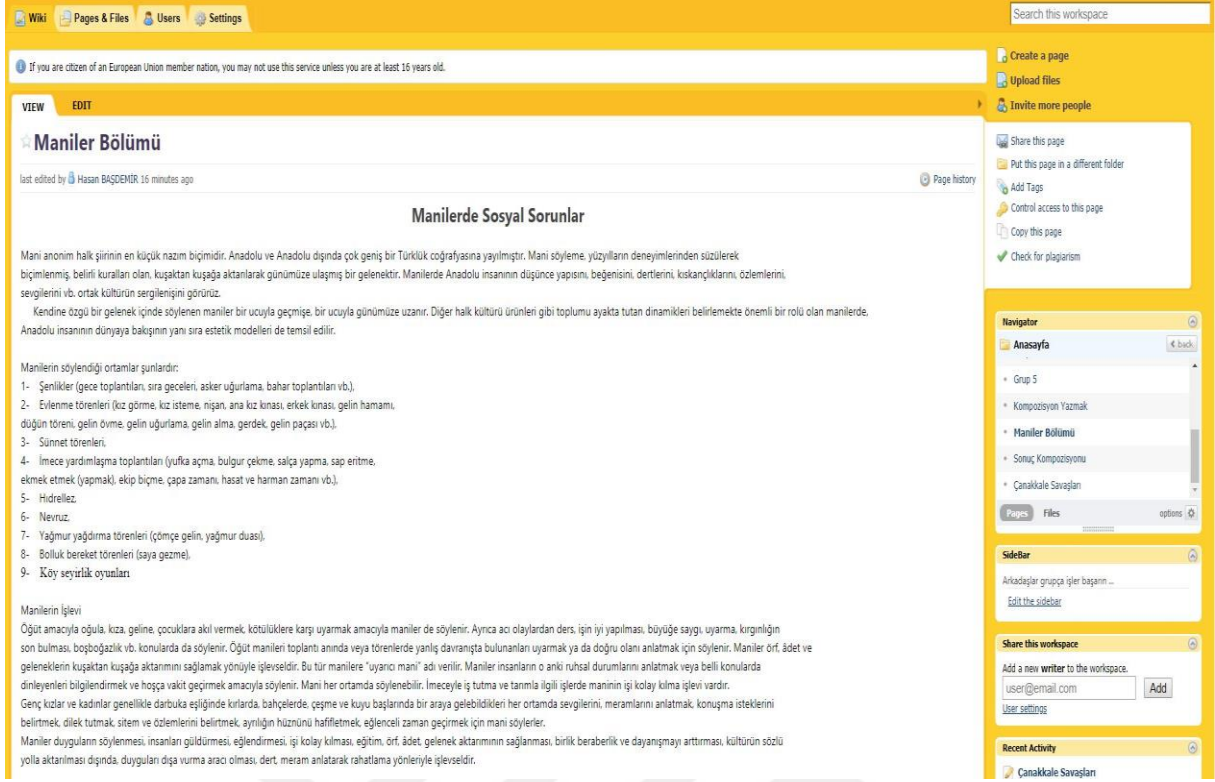 Wiki
Pages & Files
Users
Settings
Search this workspace
If you are citizen of an European Union member nation, you may not use this service unless you are at least 16 years old.
VIEW
EDIT
Maniler Bölümü
last edited by Hasan BAŞDEMİR 16 minutes ago
Page history
Manilerde Sosyal Sorunlar
Mani anonim halk şiirinin en küçük nazım biçimidir. Anadolu ve Anadolu dışında çok geniş bir Türklük coğrafyasına yayılmıştır. Mani söyleme, yüzyılların deneyimlerinden süzülerek
biçimlenmiş, belirli kuralları olan, kuşaktan kuşağa aktarılarak günümüze ulaşmış bir gelenektir. Manilerde Anadolu insanının düşünce yapısını, beğenisini, dertlerini, kıskançlıklarını, özlemlerini,
sevgilerini vb. ortak kültürün sergilenişini görürüz.
Kendine özgü bir gelenek içinde söylenen maniler bir ucuyla geçmişe, bir ucuyla günümüze uzanır. Diğer halk kültürü ürünleri gibi toplumu ayakta tutan dinamikleri belirlemekte önemli bir rolü olan manilerde,
Anadolu insanının dünyaya bakışının yanı sıra estetik modelleri de temsil edilir.
Manilerin söylendiği ortamlar şunlardır:
1- Şenlikler (gece toplantıları, sıra geceleri, asker uğurlama, bahar toplantıları vb.),
2- Evlenme törenleri (kız görme, kız isteme, nişan, ana kız kınası, erkek kınası, gelin hamamı,
düğün töreni, gelin övme, gelin uğurlama, gelin alma, gerdek, gelin paçası vb.),
3- Sünnet törenleri,
4- İmece yardımlaşma toplantıları (yufka açma, bulgur çekme, salça yapma, sap eritme,
ekmek etmek (yapmak), ekip biçme, çapa zamanı, hasat ve harman zamanı vb.),
5- Hıdrellez,
6- Nevruz,
7- Yağmur yağdırma törenleri (çömçe gelin, yağmur duası),
8- Bolluk bereket törenleri (saya gezme),
9- Köy seyirlik oyunları
Manilerin İşlevi
Öğüt amacıyla oğula, kıza, geline, çocuklara akıl vermek, kötülüklere karşı uyarmak amacıyla maniler de söylenir. Ayrıca acı olaylardan ders, işin iyi yapılması, büyüğe saygı, uyarma, kırgınlığın
son bulması, boşboğazlık vb. konularda da söylenir. Öğüt manileri toplantı anında veya törenlerde yanlış davranışta bulunanları uyarmak ya da doğru olanı anlatmak için söylenir. Maniler örf, âdet ve
geleneklerin kuşaktan kuşağa aktarımını sağlamak yönüyle işlevseldir. Bu tür manilere "uyarıcı mani" adı verilir. Maniler insanların o anki ruhsal durumlarını anlatmak veya belli konularda
dinleyenleri bilgilendirmek ve hoşça vakit geçirmek amacıyla söylenir. Mani her ortamda söylenebilir. İmeceyle iş tutma ve tarımla ilgili işlerde maninin işi kolay kılma işlevi vardır.
Genç kızlar ve kadınlar genellikle darbuka eşliğinde kırlarda, bahçelerde, çeşme ve kuyu başlarında bir araya gelebildikleri her ortamda sevgilerini, meramlarını anlatmak, konuşma isteklerini
belirtmek, dilek tutmak, sitem ve özlemlerini belirtmek, ayrılığın hüznünü hafifletmek, eğlenceli zaman geçirmek için mani söylerler.
Maniler duyguların söylenmesi, insanları güldürmesi, eğlendirmesi, işi kolay kılması, eğitim, örf, âdet, gelenek aktarımının sağlanması, birlik beraberlik ve dayanışmayı arttırması, kültürün sözlü
yolla aktarılması dışında, duyguları dışa vurma aracı olması, dert, meram anlatarak rahatlama yönleriyle işlevseldir.
Create a page
Upload files
Invite more people
Share this page
Put this page in a different folder
Add Tags
Control access to this page
Copy this page
Check for plagiarism
Navigator
Anasayfa
back
Grup 5
Kompozisyon Yazmak
Maniler Bölümü
Sonuç Kompozisyonu
Çanakkale Savaşları
Pages
Files
options
SideBar
Arkadaşlar grupça işler başarın ...
Edit the sidebar
Share this workspace
Add a new writer to the workspace.
user@email.com
Add
User settings
Recent Activity
Çanakkale Savaşları